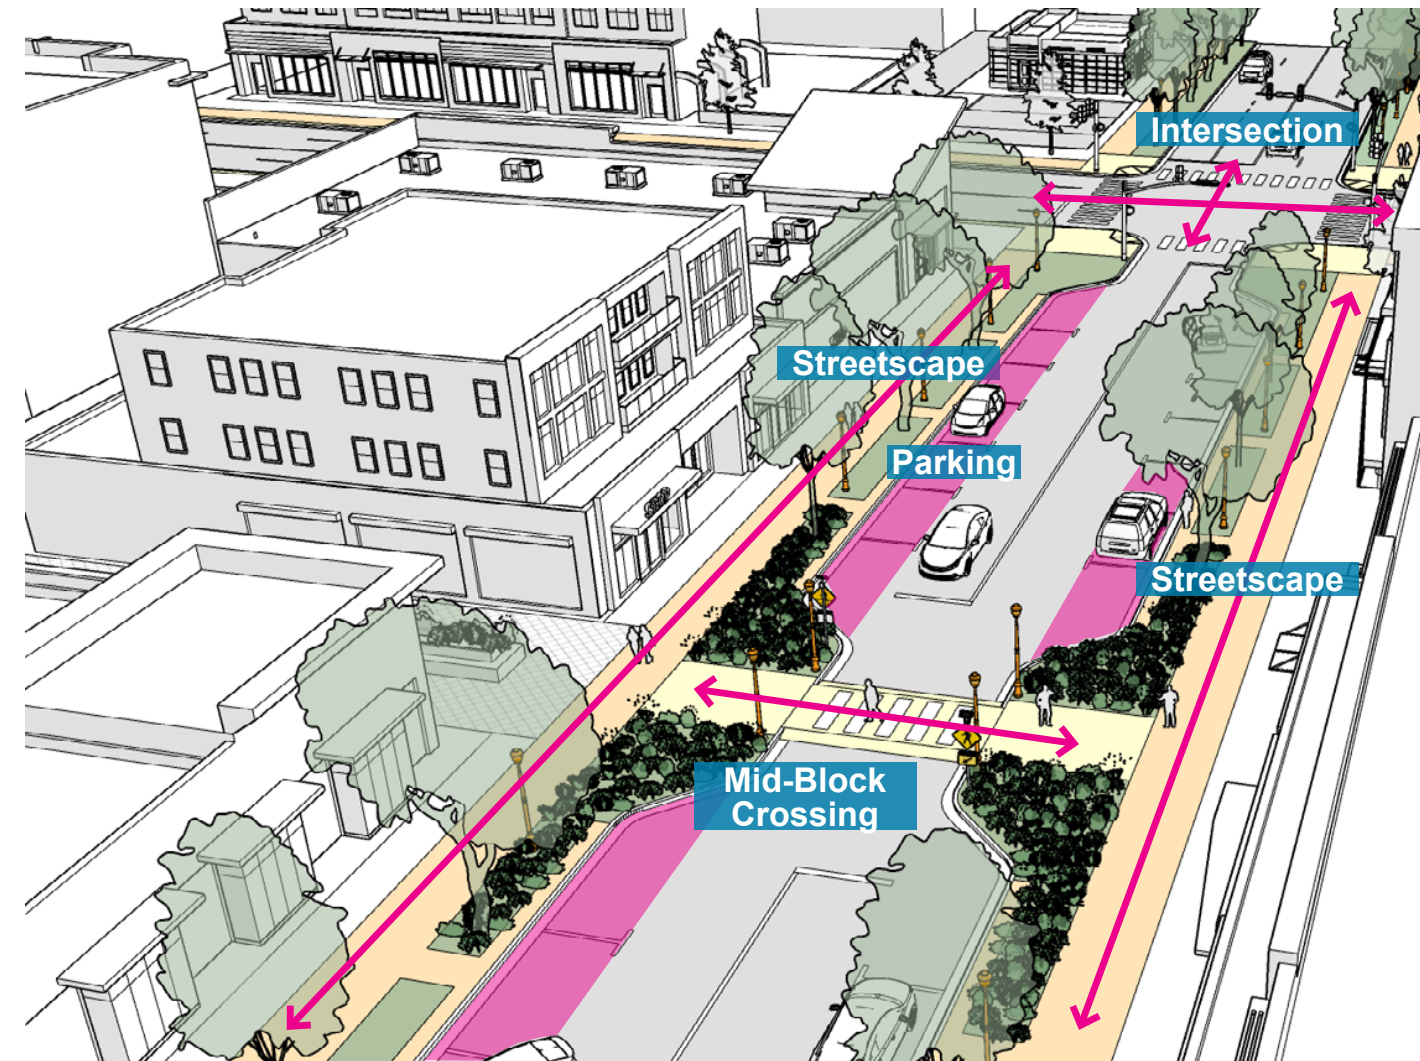 Intersection
Streetscape
Parking
Streetscape
Mid-Block
Crossing